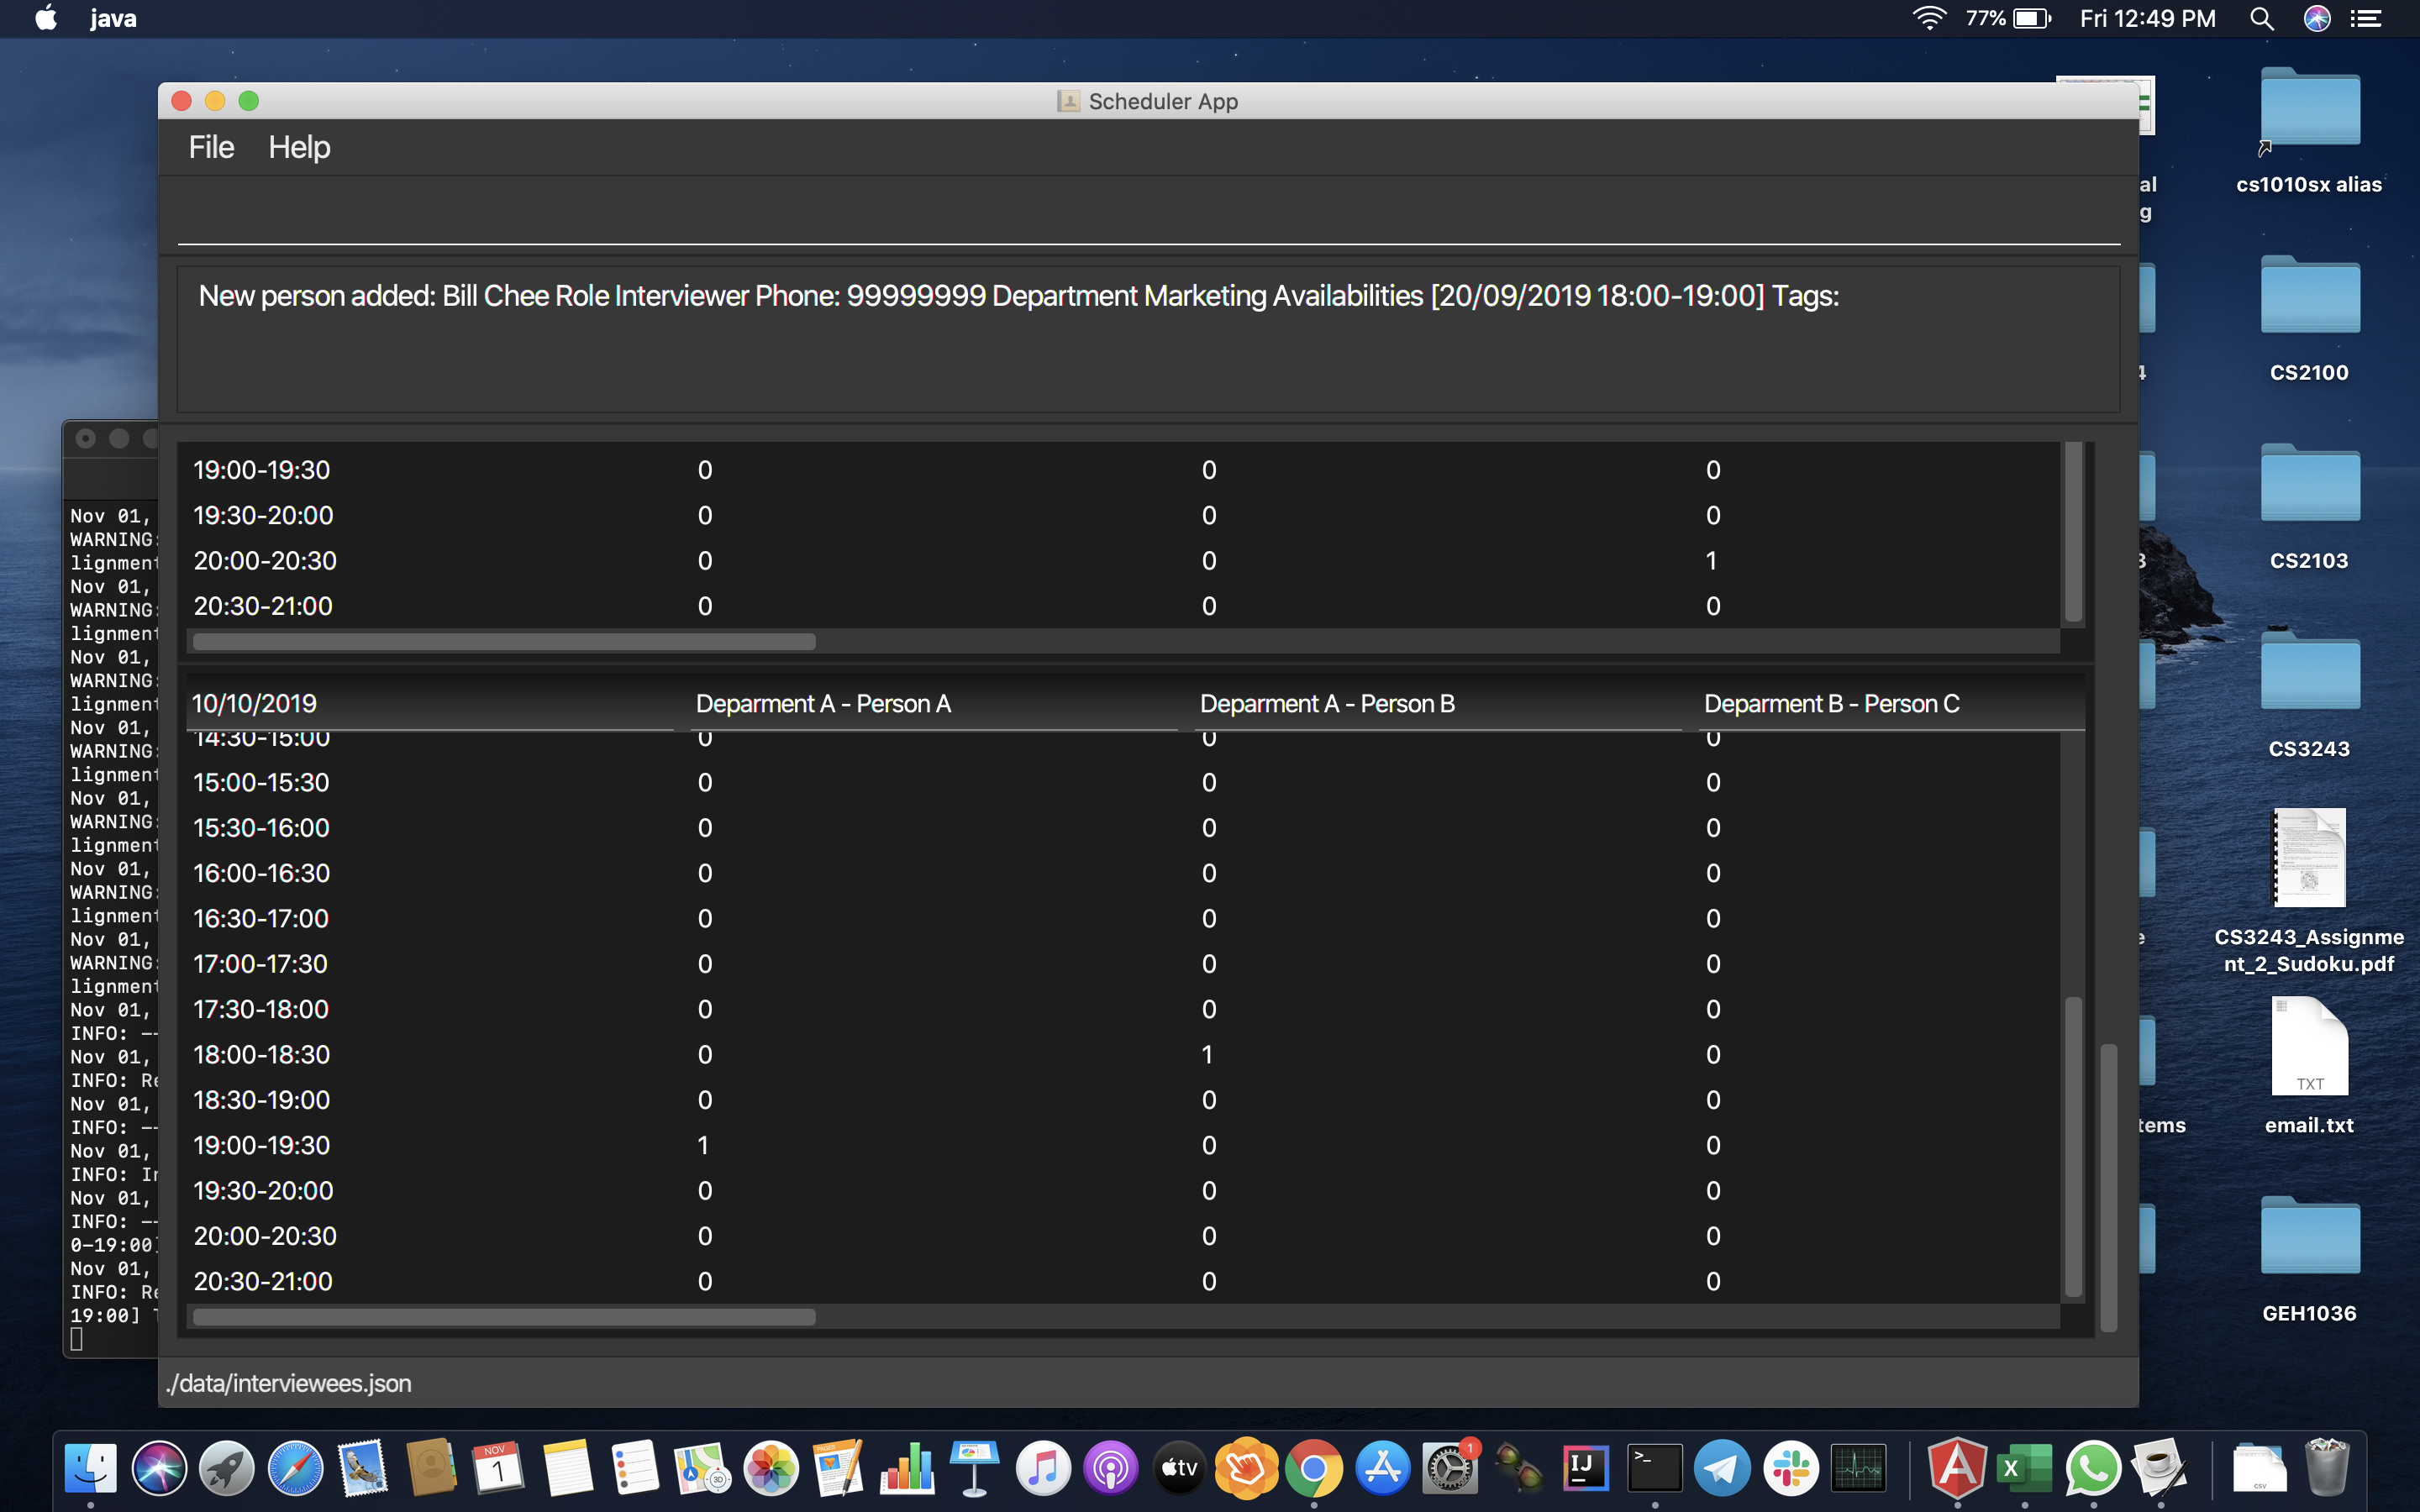 java
77%
Fri 12:49 PM
Scheduler App
File Help
New person added: Bill Chee Role Interviewer Phone: 99999999 Department Marketing Availabilities [20/09/2019 18:00-19:00] Tags:
19:00-19:30 0 0 0
19:30-20:00 0 0 0
20:00-20:30 0 0 1
20:30-21:00 0 0 0
10/10/2019 Deparment A - Person A Deparment A - Person B Deparment B - Person C
14:30-15:00 0 0 0
15:00-15:30 0 0 0
15:30-16:00 0 0 0
16:00-16:30 0 0 0
16:30-17:00 0 0 0
17:00-17:30 0 0 0
17:30-18:00 0 0 0
18:00-18:30 0 1 0
18:30-19:00 0 0 0
19:00-19:30 1 0 0
19:30-20:00 0 0 0
20:00-20:30 0 0 0
20:30-21:00 0 0 0
./data/interviewees.json
Nov 01,
WARNING:
lignment
Nov 01,
WARNING:
lignment
Nov 01,
WARNING:
lignment
Nov 01,
WARNING:
lignment
Nov 01,
WARNING:
lignment
Nov 01,
WARNING:
lignment
Nov 01,
WARNING:
lignment
Nov 01,
INFO: --
Nov 01,
INFO: Re
Nov 01,
INFO: --
Nov 01,
INFO: In
Nov 01,
INFO: --
0-19:00]
Nov 01,
INFO: Re
19:00] T
al
g
4
3
e
tems
cs1010sx alias
CS2100
CS2103
CS3243
CS3243_Assignme
nt_2_Sudoku.pdf
TXT
email.txt
GEH1036
NOV
1
PAGES
3D
tv
1
IJ
>_
X
CSV